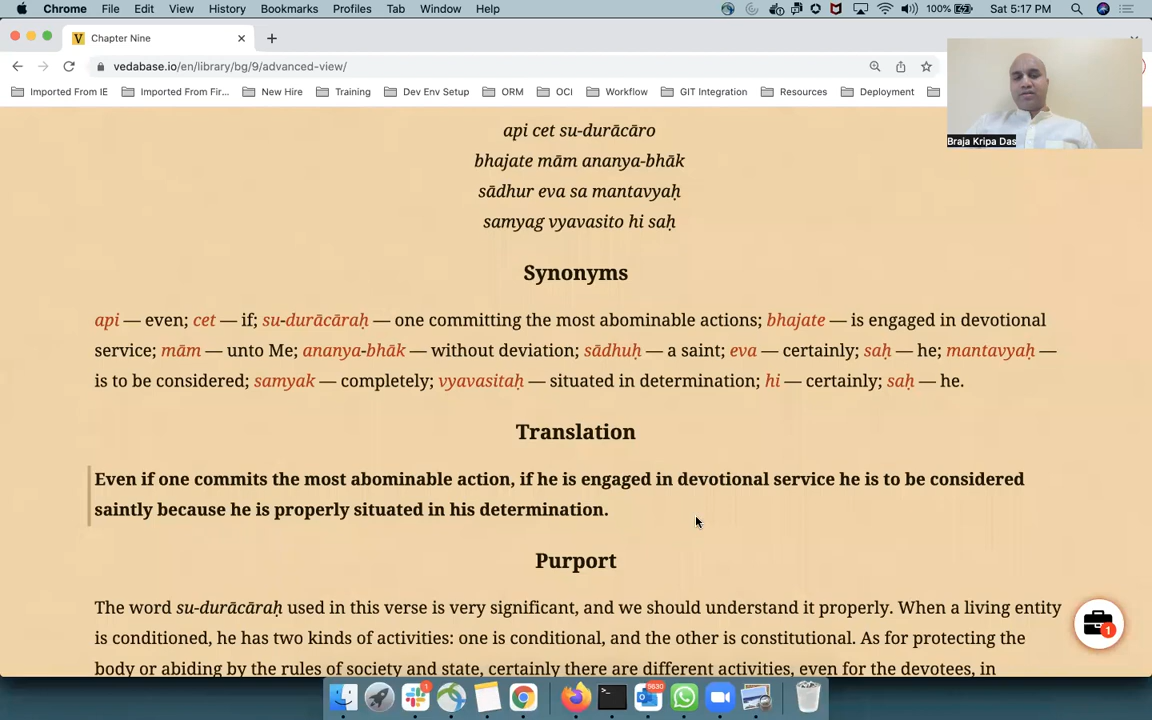 Chrome File Edit View History Bookmarks Profiles Tab Window Help 100% Sat 5:17 PM
Chapter Nine
vedabase.io/en/library/bg/9/advanced-view/
Imported From IE Imported From Fir... New Hire Training Dev Env Setup ORM OCI Workflow GIT Integration Resources Deployment
Braja Kripa Das
api cet su-durācāro
bhajate mām ananya-bhāk
sādhur eva sa mantavyaḥ
samyag vyavasito hi saḥ
Synonyms
api — even; cet — if; su-durācāraḥ — one committing the most abominable actions; bhajate — is engaged in devotional
service; mām — unto Me; ananya-bhāk — without deviation; sādhuḥ — a saint; eva — certainly; saḥ — he; mantavyaḥ —
is to be considered; samyak — completely; vyavasitaḥ — situated in determination; hi — certainly; saḥ — he.
Translation
Even if one commits the most abominable action, if he is engaged in devotional service he is to be considered
saintly because he is properly situated in his determination.
Purport
The word su-durācāraḥ used in this verse is very significant, and we should understand it properly. When a living entity
is conditioned, he has two kinds of activities: one is conditional, and the other is constitutional. As for protecting the
body or abiding by the rules of society and state, certainly there are different activities, even for the devotees, in
1
1
5630